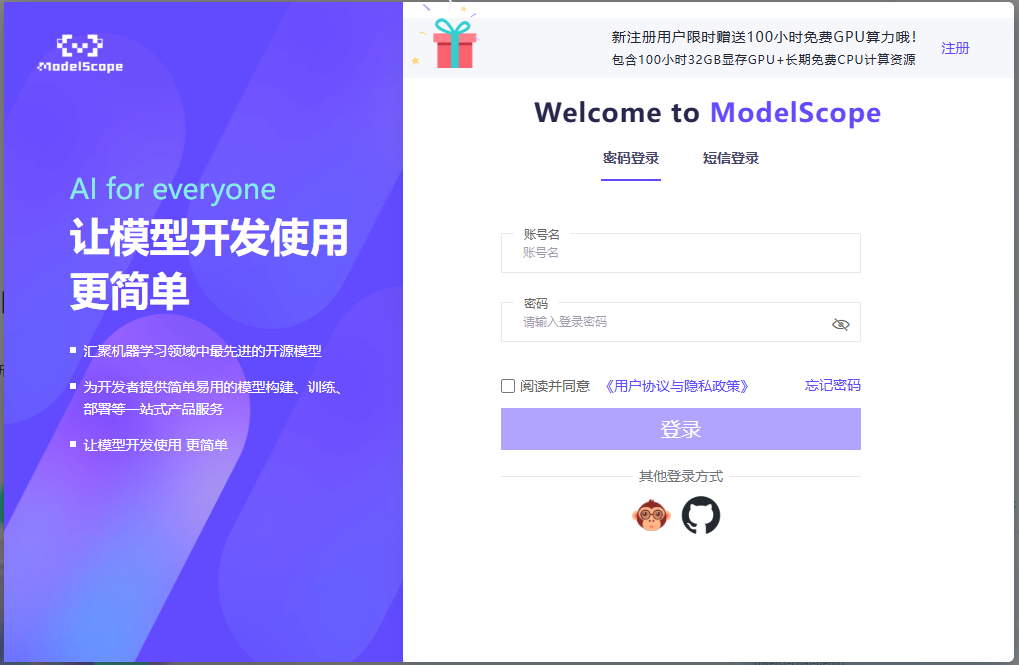 ModelScope
AI for everyone
让模型开发使用
更简单
汇聚机器学习领域中最先进的开源模型
为开发者提供简单易用的模型构建、训练、
部署等一站式产品服务
让模型开发使用 更简单
新注册用户限时赠送100小时免费GPU算力哦！
包含100小时32GB显存GPU+长期免费CPU计算资源
注册
Welcome to ModelScope
密码登录 短信登录
账号名
账号名
密码
请输入登录密码
阅读并同意 《用户协议与隐私政策》 忘记密码
登录
其他登录方式